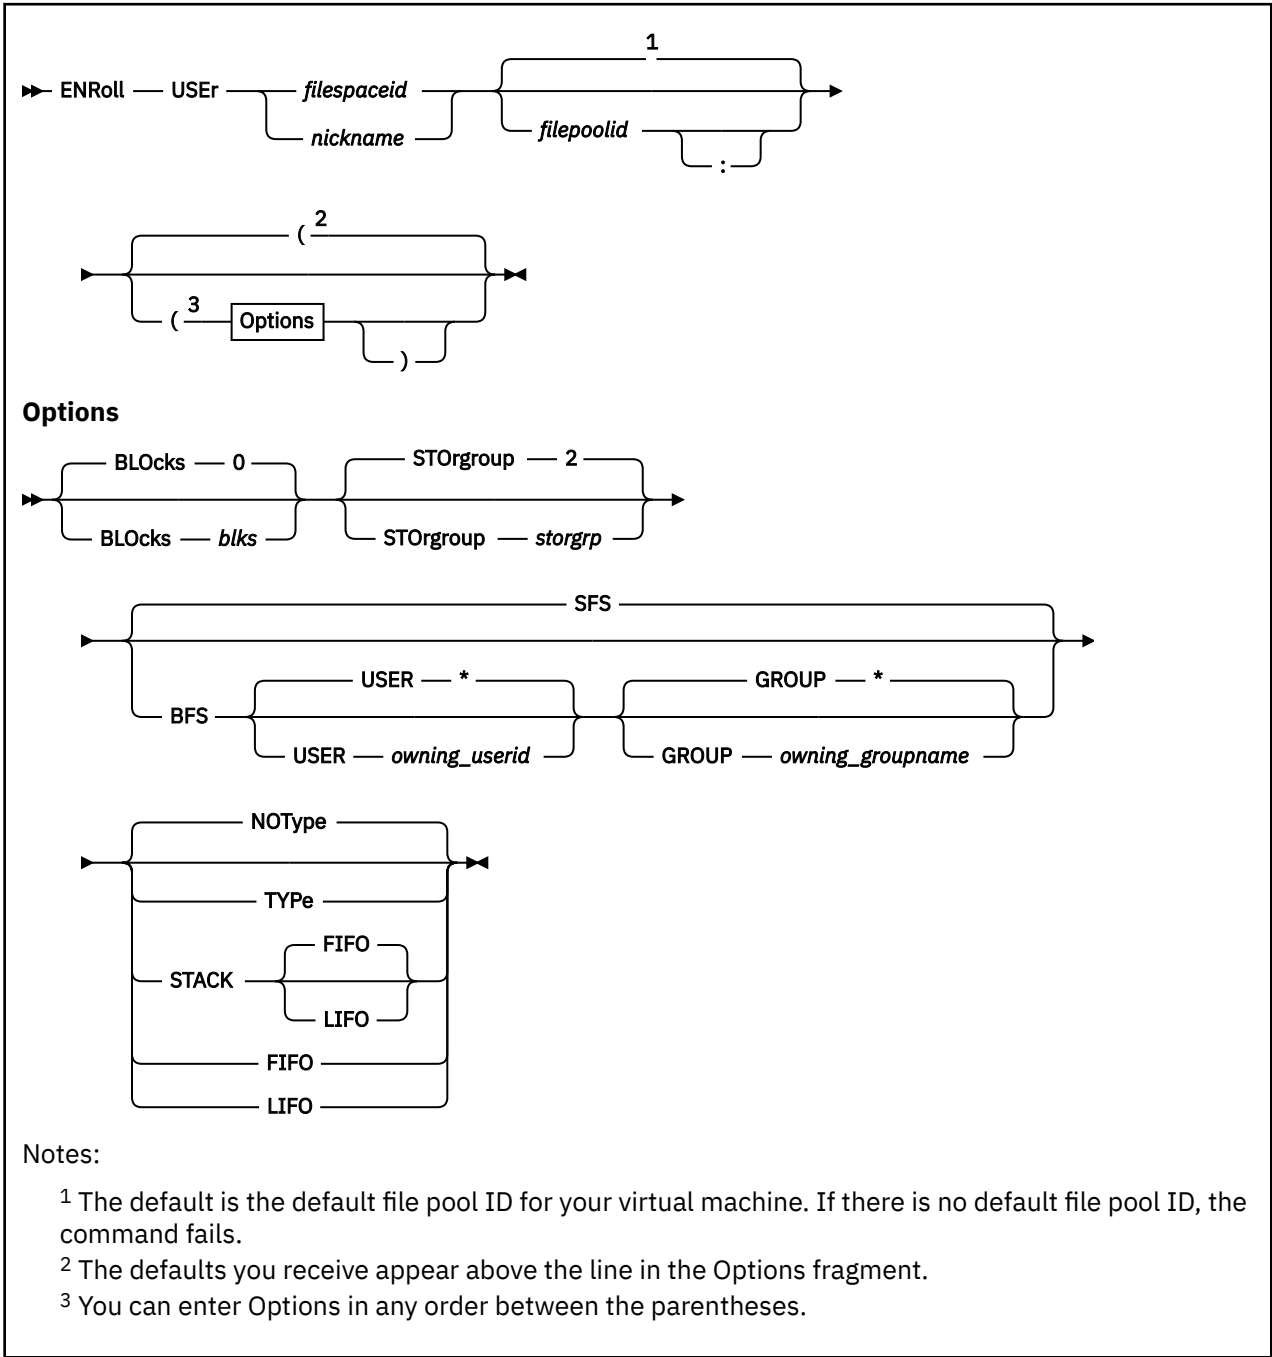 1
ENRoll USEr filespaceid
nickname
filepoolid
:
( 2
( 3 Options
)
Options
BLOcks 0 STOrgroup 2
BLOcks blks STOrgroup storgrp
SFS
USER * GROUP *
BFS
USER owning_userid GROUP owning_groupname
NOType
TYPe
FIFO
STACK
LIFO
FIFO
LIFO
Notes:
1 The default is the default file pool ID for your virtual machine. If there is no default file pool ID, the
command fails.
2 The defaults you receive appear above the line in the Options fragment.
3 You can enter Options in any order between the parentheses.